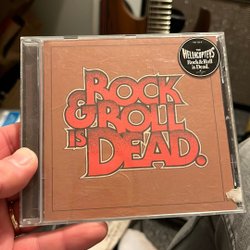 ROCK
& ROLL
IS DEAD.
THE
HELLACOPTERS
Rock & Roll
is Dead.